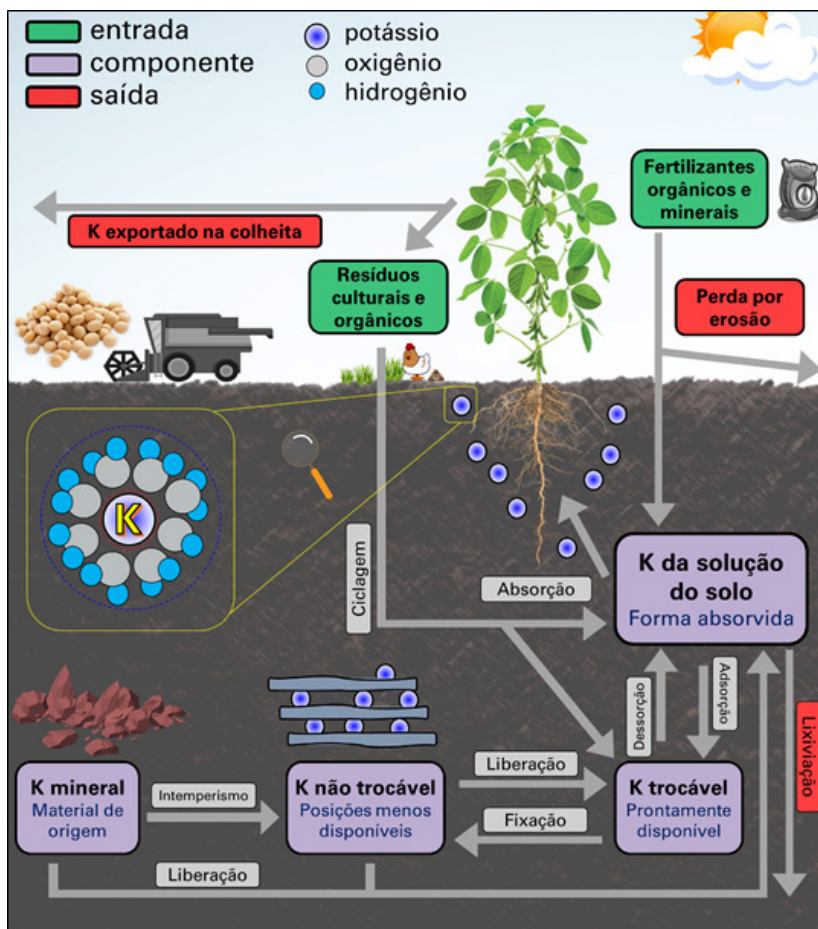 entrada
componente
saída
potássio
oxigênio
hidrogênio
Fertilizantes
orgânicos e
minerais
K exportado na colheita
Resíduos
culturais e
orgânicos
Perda por
erosão
K
Ciclagem
Absorção
K da solução
do solo
Forma absorvida
Dessorção
Adsorção
Lixiviação
K mineral
Material de
origem
Intemperismo
K não trocável
Posições menos
disponíveis
Liberação
Fixação
K trocável
Prontamente
disponível
Liberação